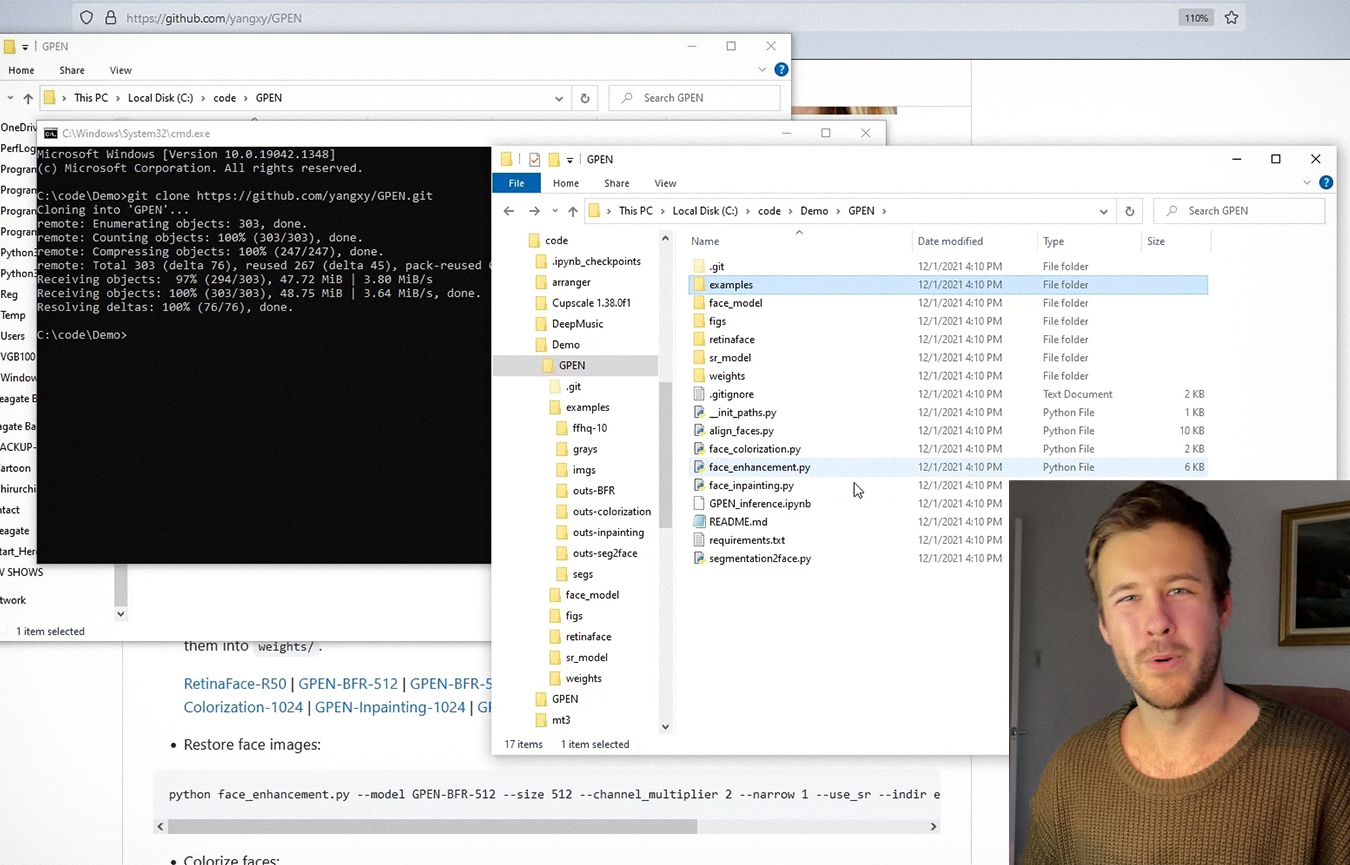 https://github.com/yangxy/GPEN
110%
GPEN
Home Share View
This PC Local Disk (C:) code GPEN
Search GPEN
OneDriv
PerfLog
Program
Program
Program
Program
Program
Program
Python
Python3
Reg
Temp
Users
VGB100
Window
eagate B
eagate Ba
ACKUP-
artoon
hirurchi
ntact
eagate
tart_Here
V SHOWS
twork
1 item selected
C:\Windows\System32\cmd.exe
Microsoft Windows [Version 10.0.19042.1348]
(c) Microsoft Corporation. All rights reserved.
C:\code\Demo>git clone https://github.com/yangxy/GPEN.git
Cloning into 'GPEN'...
remote: Enumerating objects: 303, done.
remote: Counting objects: 100% (303/303), done.
remote: Compressing objects: 100% (247/247), done.
remote: Total 303 (delta 76), reused 267 (delta 45), pack-reused
Receiving objects: 97% (294/303), 47.72 MiB | 3.80 MiB/s
Receiving objects: 100% (303/303), 48.75 MiB | 3.64 MiB/s, done.
Resolving deltas: 100% (76/76), done.
C:\code\Demo>
GPEN
File Home Share View
This PC Local Disk (C:) code Demo GPEN
Search GPEN
code
.ipynb_checkpoints
arranger
Cupscale 1.38.0f1
DeepMusic
Demo
GPEN
.git
examples
ffhq-10
grays
imgs
outs-BFR
outs-colorization
outs-inpainting
outs-seg2face
segs
face_model
figs
retinaface
sr_model
weights
GPEN
mt3
Name Date modified Type Size
.git 12/1/2021 4:10 PM File folder
examples 12/1/2021 4:10 PM File folder
face_model 12/1/2021 4:10 PM File folder
figs 12/1/2021 4:10 PM File folder
retinaface 12/1/2021 4:10 PM File folder
sr_model 12/1/2021 4:10 PM File folder
weights 12/1/2021 4:10 PM File folder
.gitignore 12/1/2021 4:10 PM Text Document 2 KB
__init_paths.py 12/1/2021 4:10 PM Python File 1 KB
align_faces.py 12/1/2021 4:10 PM Python File 10 KB
face_colorization.py 12/1/2021 4:10 PM Python File 2 KB
face_enhancement.py 12/1/2021 4:10 PM Python File 6 KB
face_inpainting.py 12/1/2021 4:10 PM
GPEN_inference.ipynb 12/1/2021 4:10 PM
README.md 12/1/2021 4:10 PM
requirements.txt 12/1/2021 4:10 PM
segmentation2face.py 12/1/2021 4:10 PM
17 items 1 item selected
them into weights/.
RetinaFace-R50 | GPEN-BFR-512 | GPEN-BFR-5
Colorization-1024 | GPEN-Inpainting-1024 | GP
• Restore face images:
python face_enhancement.py --model GPEN-BFR-512 --size 512 --channel_multiplier 2 --narrow 1 --use_sr --indir e
• Colorize faces: